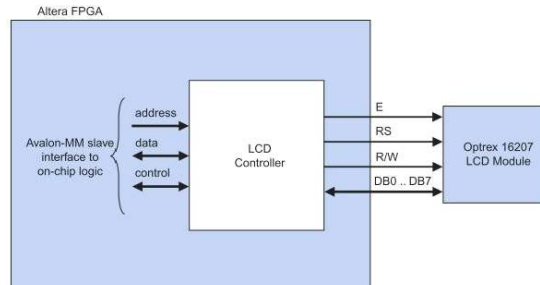 Altera FPGA
Avalon-MM slave
interface to
on-chip logic
address
data
control
LCD
Controller
E
RS
R/W
DB0 .. DB7
Optrex 16207
LCD Module